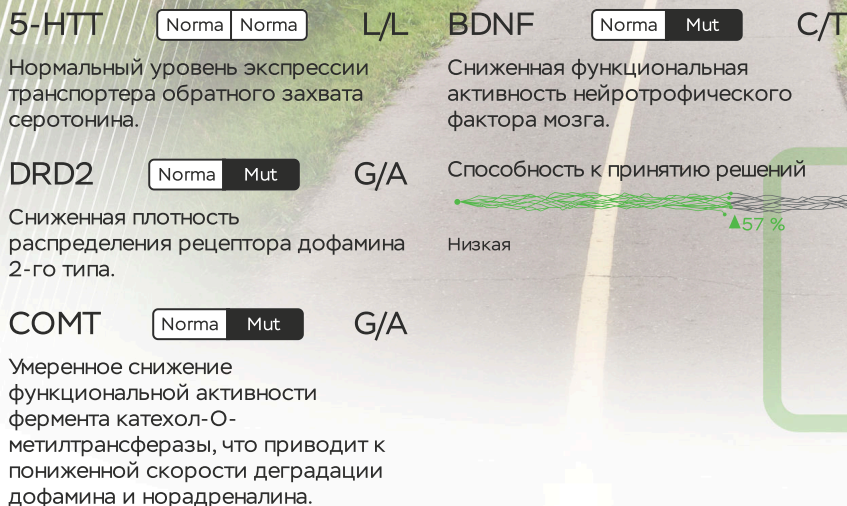 5-HTT Norma Norma L/L
Нормальный уровень экспрессии
транспортера обратного захвата
серотонина.
DRD2 Norma Mut G/A
Сниженная плотность
распределения рецептора дофамина
2-го типа.
COMT Norma Mut G/A
Умеренное снижение
функциональной активности
фермента катехол-О-
метилтрансферазы, что приводит к
пониженной скорости деградации
дофамина и норадреналина.
BDNF Norma Mut C/T
Сниженная функциональная
активность нейротрофического
фактора мозга.
Способность к принятию решений
▲57 %
Низкая